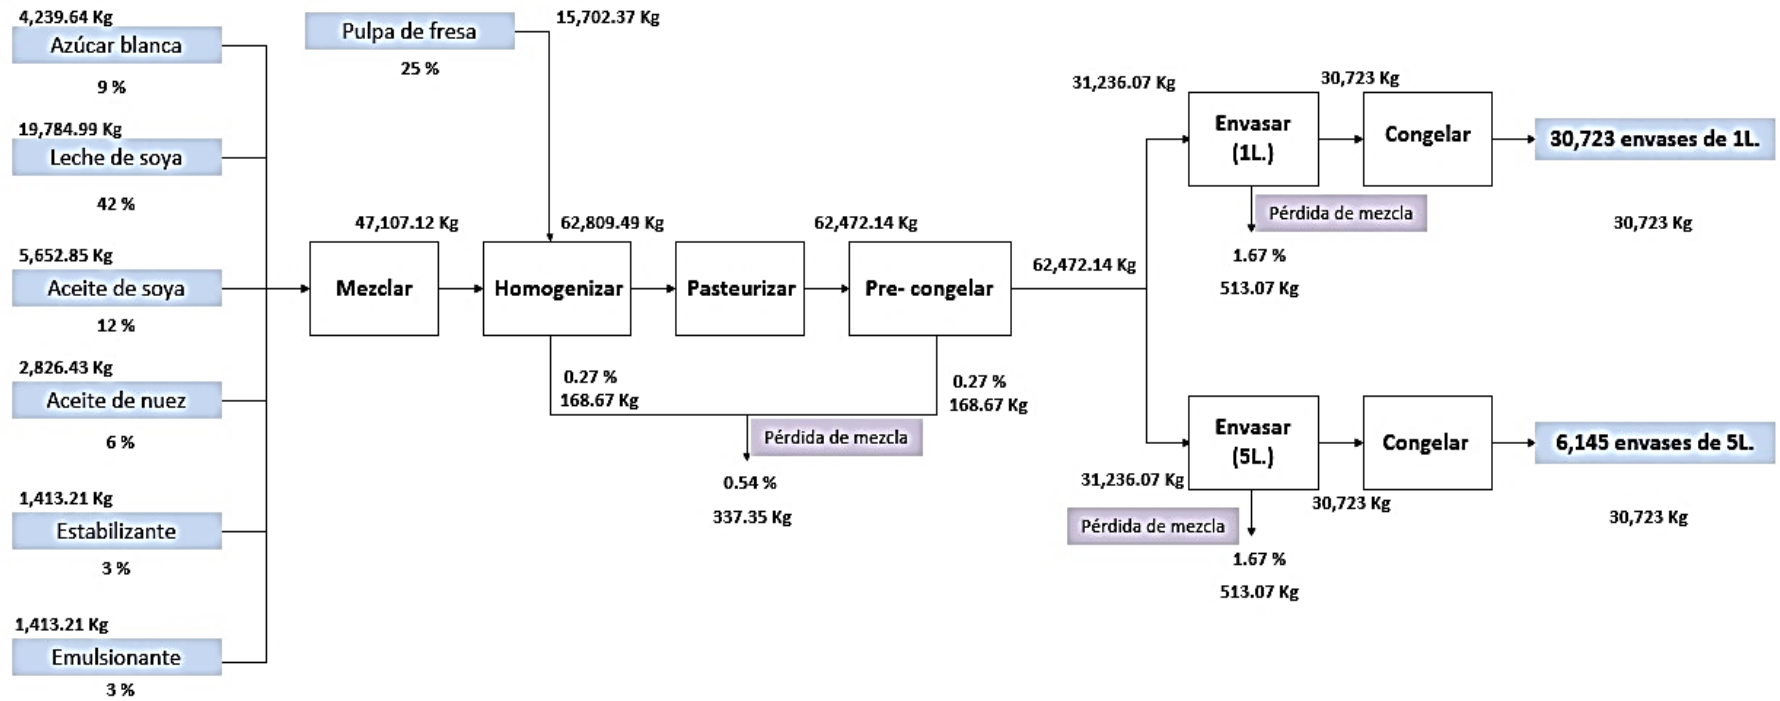 4,239.64 Kg
Azúcar blanca
9 %
19,784.99 Kg
Leche de soya
42 %
5,652.85 Kg
Aceite de soya
12 %
2,826.43 Kg
Aceite de nuez
6 %
1,413.21 Kg
Estabilizante
3 %
1,413.21 Kg
Emulsionante
3 %
Pulpa de fresa
15,702.37 Kg
25 %
47,107.12 Kg
Mezclar
62,809.49 Kg
Homogenizar
Pasteurizar
62,472.14 Kg
Pre- congelar
0.27 %
168.67 Kg
0.27 %
168.67 Kg
Pérdida de mezcla
0.54 %
337.35 Kg
62,472.14 Kg
31,236.07 Kg
Envasar
(1L.)
30,723 Kg
Congelar
30,723 envases de 1L.
30,723 Kg
Pérdida de mezcla
1.67 %
513.07 Kg
31,236.07 Kg
Envasar
(5L.)
30,723 Kg
Congelar
6,145 envases de 5L.
30,723 Kg
Pérdida de mezcla
1.67 %
513.07 Kg